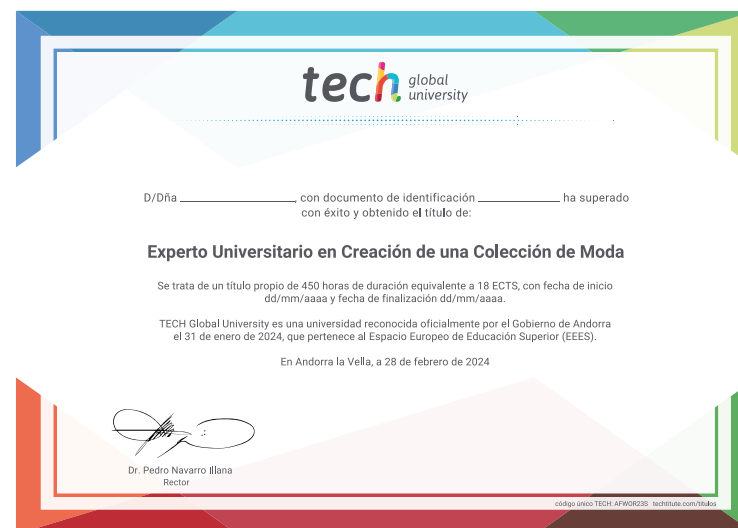 tech global university
D/Dña ______________, con documento de identificación ______________ ha superado
con éxito y obtenido el título de:
Experto Universitario en Creación de una Colección de Moda
Se trata de un título propio de 450 horas de duración equivalente a 18 ECTS, con fecha de inicio
dd/mm/aaaa y fecha de finalización dd/mm/aaaa.
TECH Global University es una universidad reconocida oficialmente por el Gobierno de Andorra
el 31 de enero de 2024, que pertenece al Espacio Europeo de Educación Superior (EEES).
En Andorra la Vella, a 28 de febrero de 2024
Dr. Pedro Navarro Illana
Rector
código único TECH: AFWOR23S techtitute.com/titulos